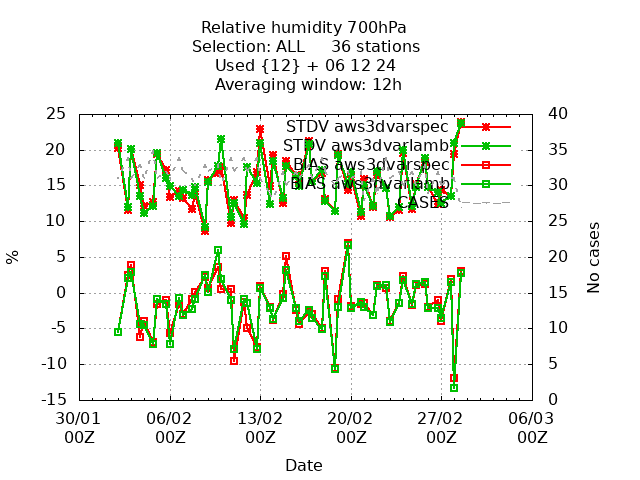 Relative humidity 700hPa
Selection: ALL 36 stations
Used {12} + 06 12 24
Averaging window: 12h
25
20
15
10
5
0
-5
-10
-15
%
40
35
30
25
20
15
10
5
0
No cases
STDV aws3dvarspec
STDV aws3dvarlamb
BIAS aws3dvarspec
BIAS aws3dvarlamb
CASES
30/01 06/02 13/02 20/02 27/02 06/03
00Z 00Z 00Z 00Z 00Z 00Z
Date